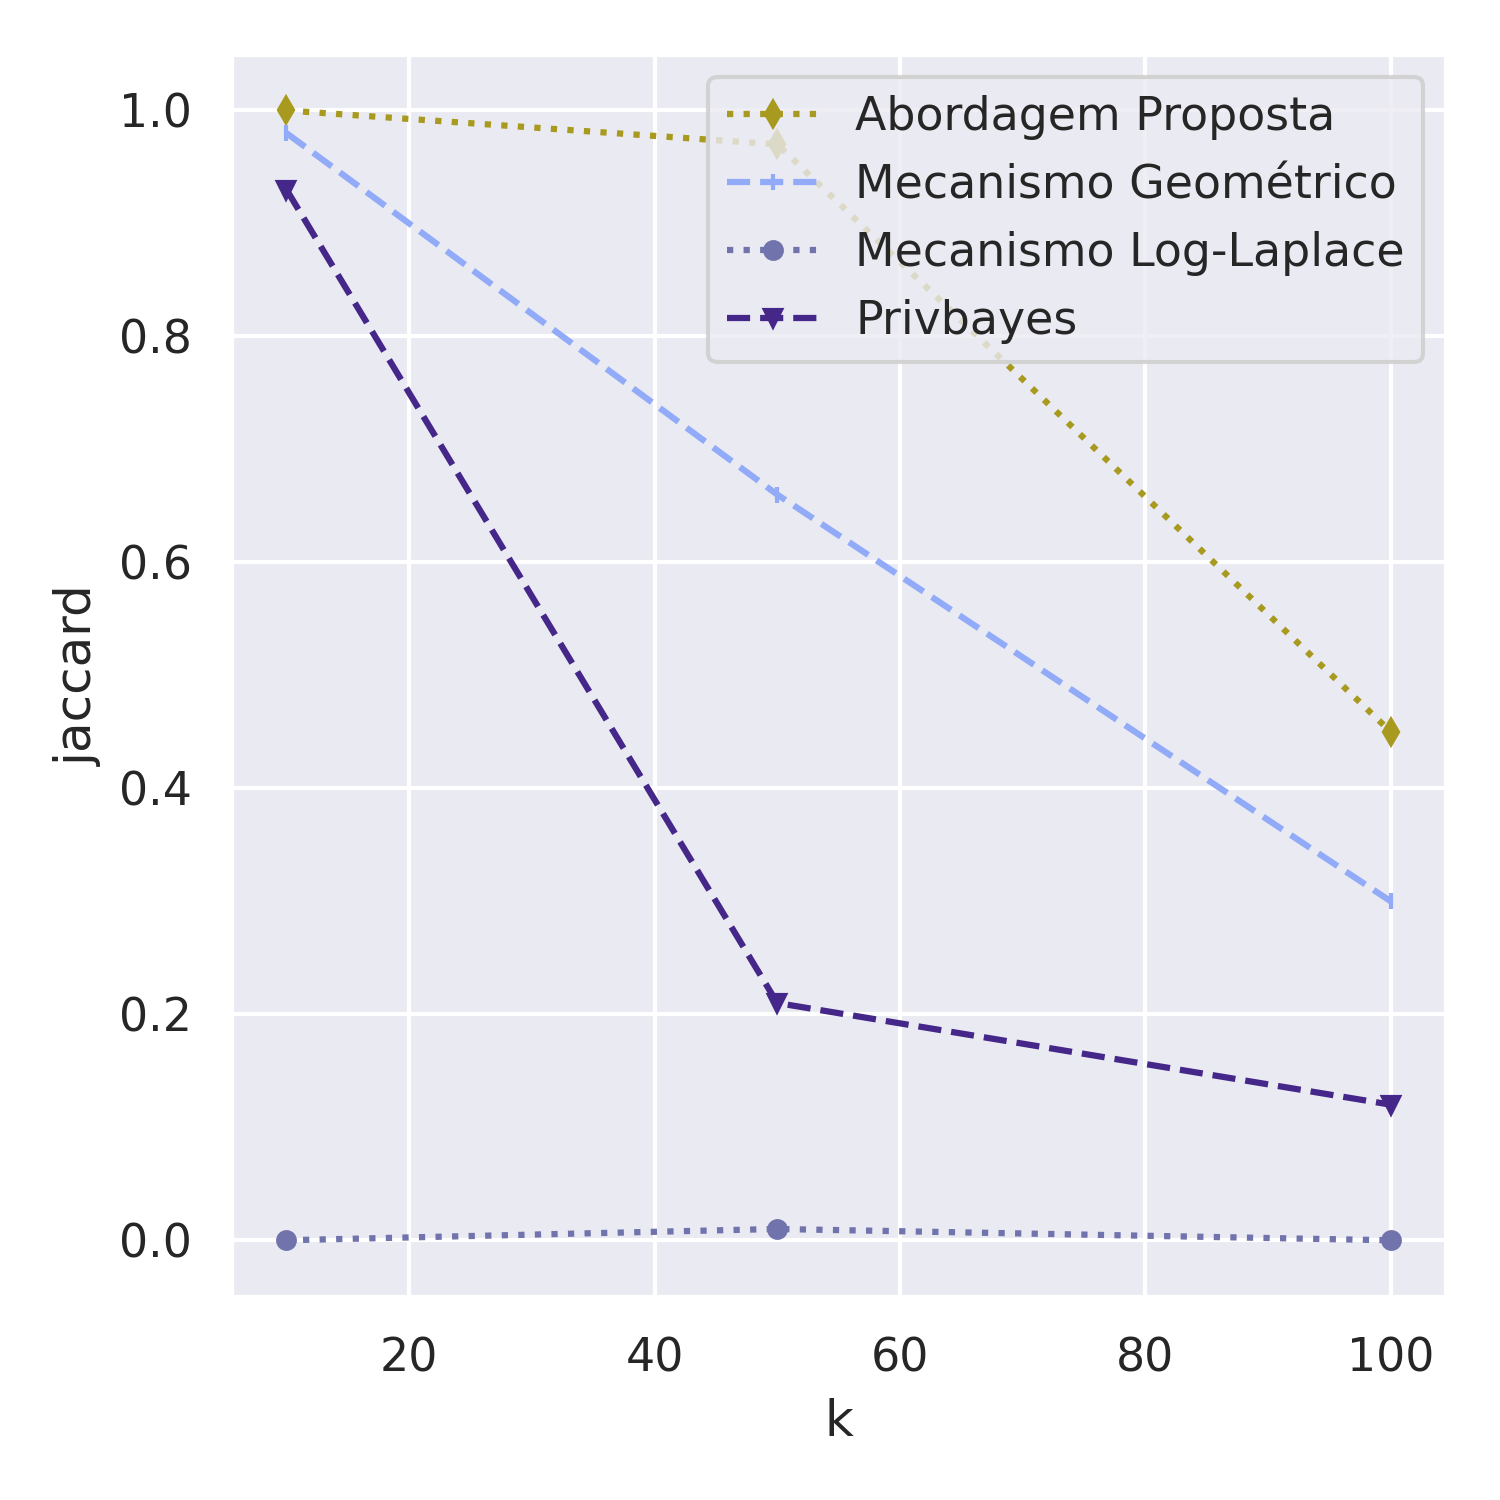 Abordagem Proposta
Mecanismo Geométrico
Mecanismo Log-Laplace
Privbayes
1.0
0.8
0.6
0.4
0.2
0.0
jaccard
20 40 60 80 100
k